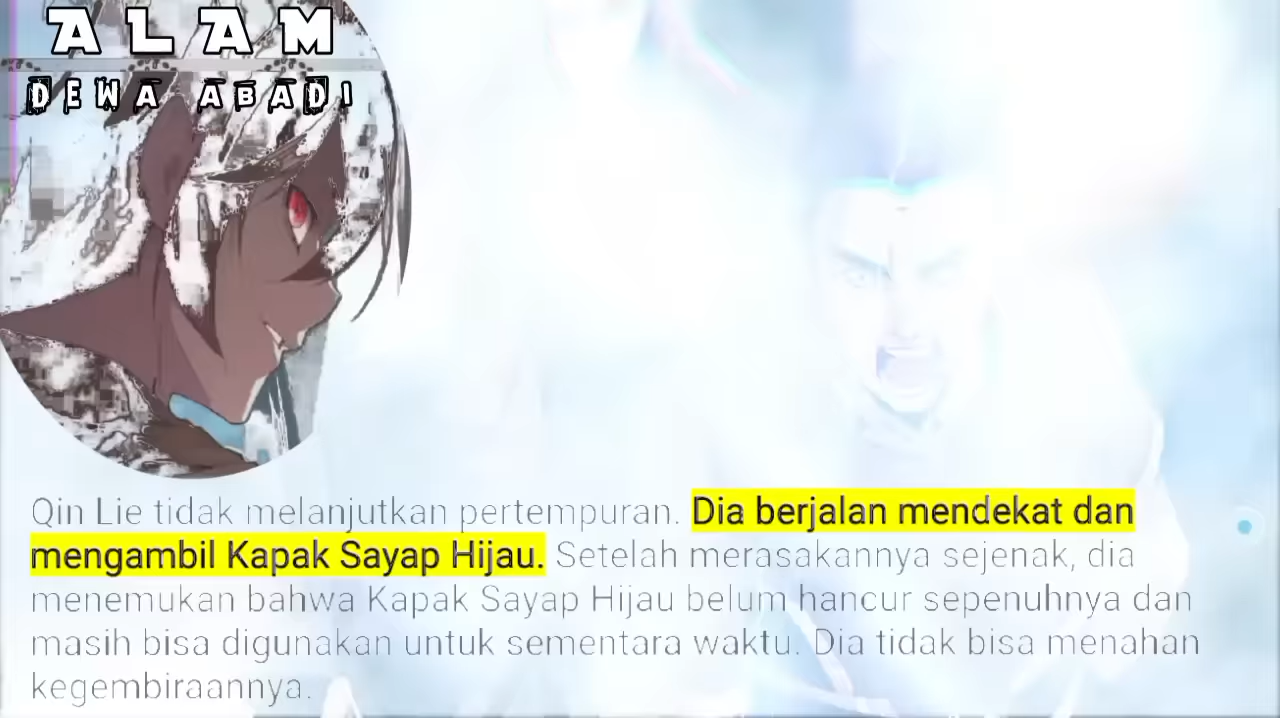 ALAM
DEWA ABADI
Qin Lie tidak melanjutkan pertempuran. Dia berjalan mendekat dan
mengambil Kapak Sayap Hijau. Setelah merasakannya sejenak, dia
menemukan bahwa Kapak Sayap Hijau belum hancur sepenuhnya dan
masih bisa digunakan untuk sementara waktu. Dia tidak bisa menahan
kegembiraannya.